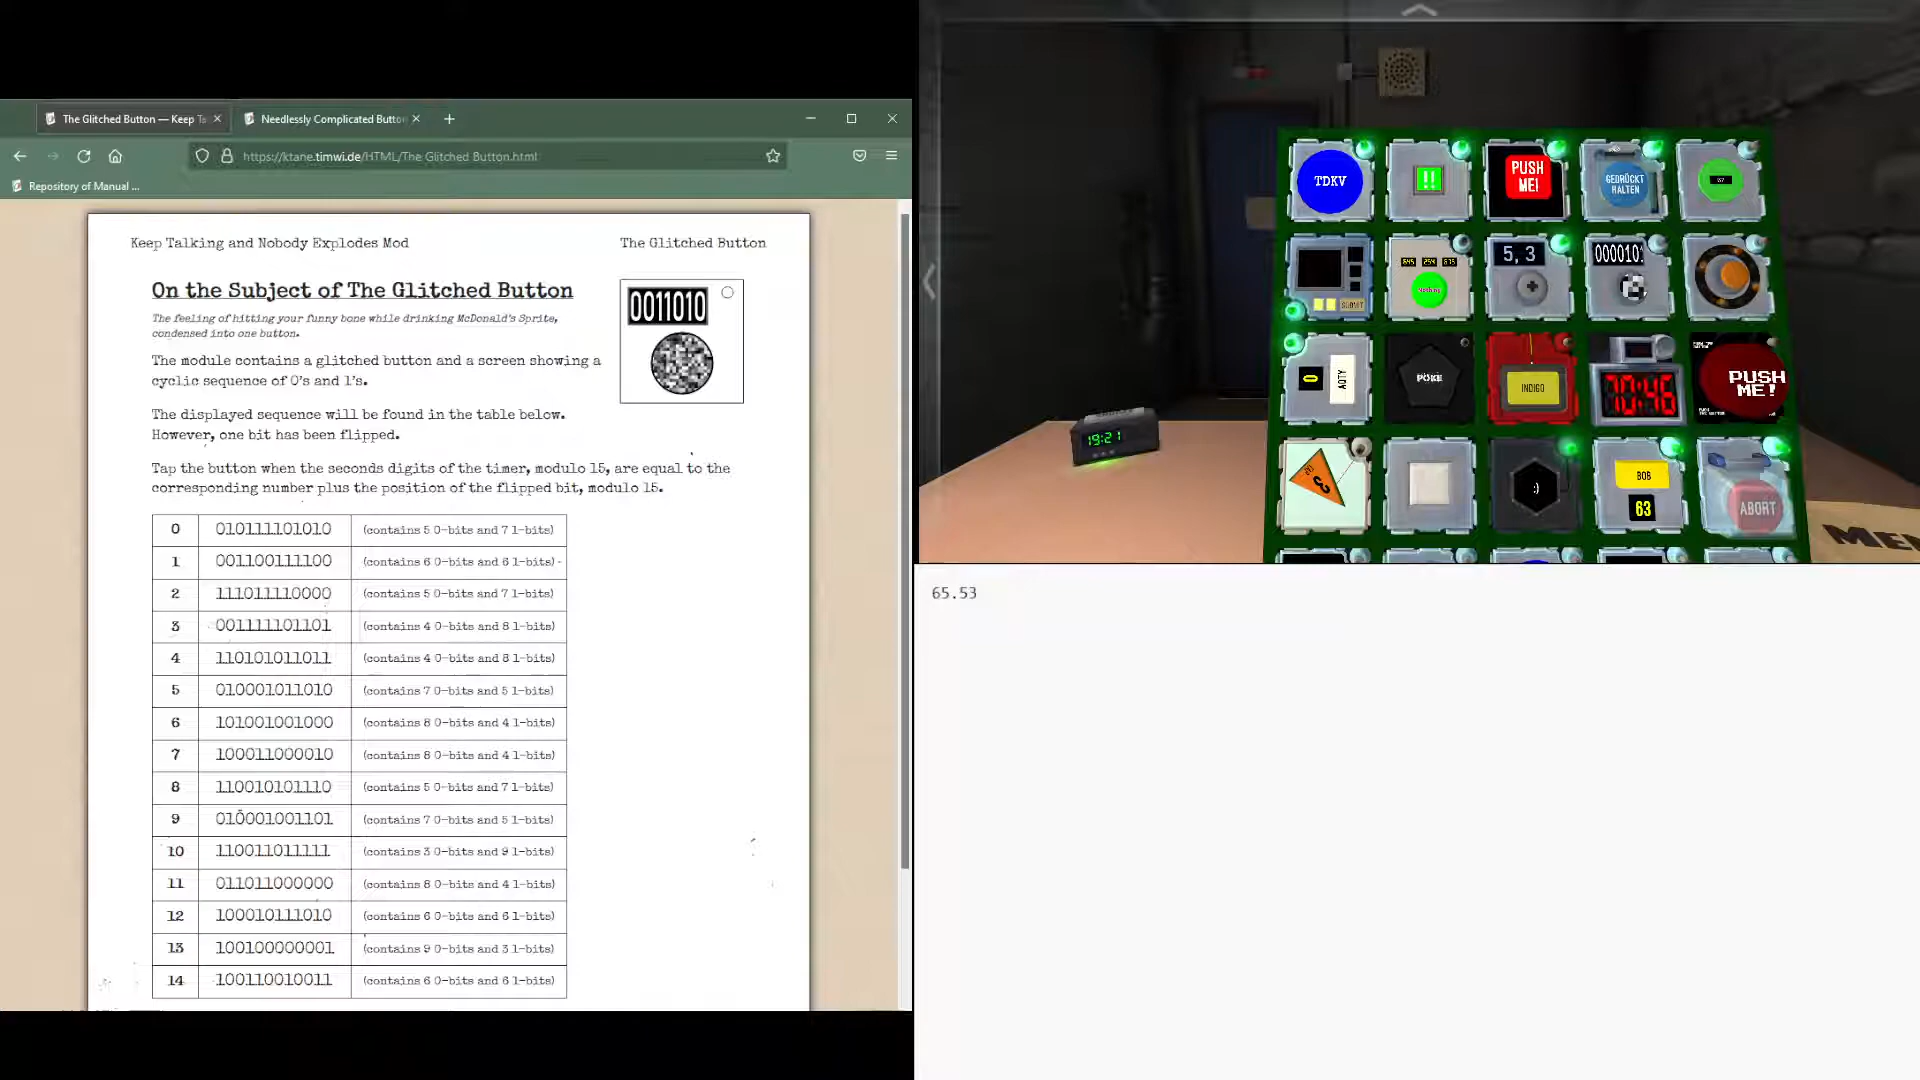 The Glitched Button — Keep Ta
Needlessly Complicated Button
https://ktane.timwi.de/HTML/The Glitched Button.html
Repository of Manual ...
Keep Talking and Nobody Explodes Mod
The Glitched Button
On the Subject of The Glitched Button
The feeling of hitting your funny bone while drinking McDonald's Sprite,
condensed into one button.
0011010
The module contains a glitched button and a screen showing a
cyclic sequence of 0's and 1's.
The displayed sequence will be found in the table below.
However, one bit has been flipped.
Tap the button when the seconds digits of the timer, modulo 15, are equal to the
corresponding number plus the position of the flipped bit, modulo 15.
0 010111101010 (contains 5 0-bits and 7 1-bits)
1 001100111100 (contains 6 0-bits and 6 1-bits)
2 111011110000 (contains 5 0-bits and 7 1-bits)
3 001111101101 (contains 4 0-bits and 8 1-bits)
4 110101011011 (contains 4 0-bits and 8 1-bits)
5 010001011010 (contains 7 0-bits and 5 1-bits)
6 101001001000 (contains 8 0-bits and 4 1-bits)
7 100011000010 (contains 8 0-bits and 4 1-bits)
8 110010101110 (contains 5 0-bits and 7 1-bits)
9 010001001101 (contains 7 0-bits and 5 1-bits)
10 110011011111 (contains 3 0-bits and 9 1-bits)
11 011011000000 (contains 8 0-bits and 4 1-bits)
12 100010111010 (contains 6 0-bits and 6 1-bits)
13 100100000001 (contains 9 0-bits and 3 1-bits)
14 100110010011 (contains 6 0-bits and 6 1-bits)
TDKV
!!
PUSH
ME!
GEDRÜCKT
HALTEN
SUBMIT
Nothing
5, 3
000010
AQTY
POKE
INDIGO
10:46
PUSH
ME!
19:21
3
:)
BOB
63
ABORT
65.53